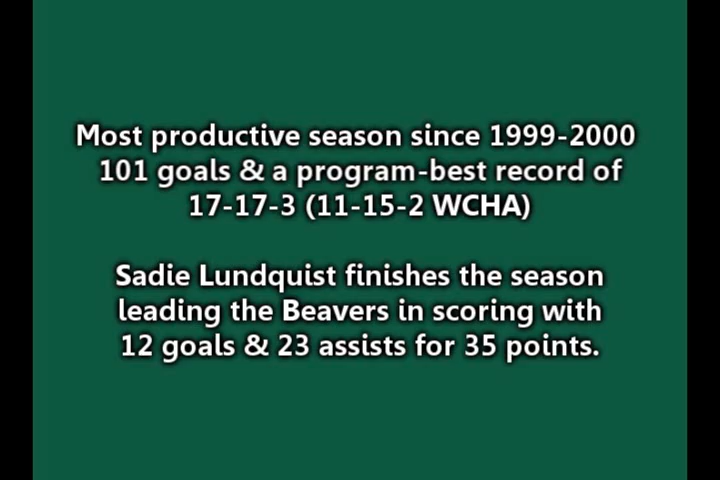 Most productive season since 1999-2000
101 goals & a program-best record of
17-17-3 (11-15-2 WCHA)
Sadie Lundquist finishes the season
leading the Beavers in scoring with
12 goals & 23 assists for 35 points.